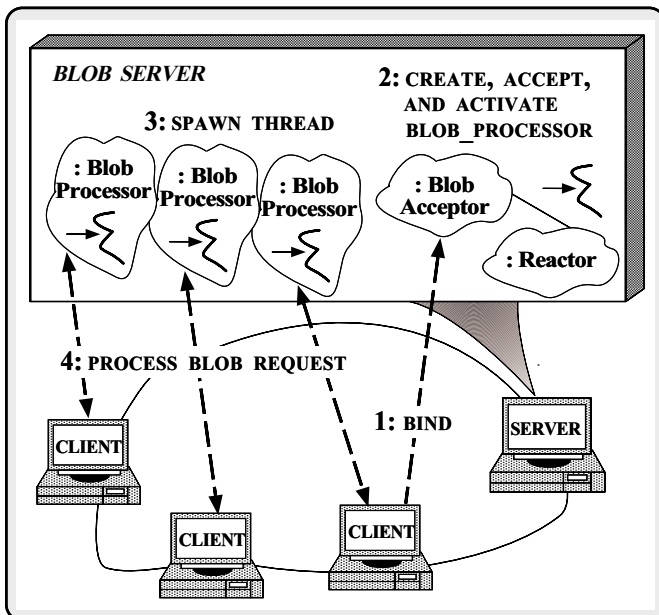 BLOB SERVER
2: CREATE, ACCEPT,
AND ACTIVATE
BLOB_PROCESSOR
3: SPAWN THREAD
: Blob
Processor
: Blob
Processor
: Blob
Processor
: Blob
Acceptor
: Reactor
4: PROCESS BLOB REQUEST
1: BIND
CLIENT
SERVER
CLIENT
CLIENT